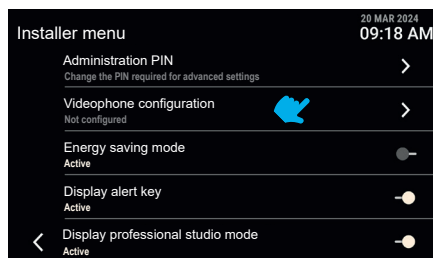 20 MAR 2024
Installer menu 09:18 AM
Administration PIN
Change the PIN required for advanced settings
Videophone configuration
Not configured
Energy saving mode
Active
Display alert key
Active
Display professional studio mode
Active